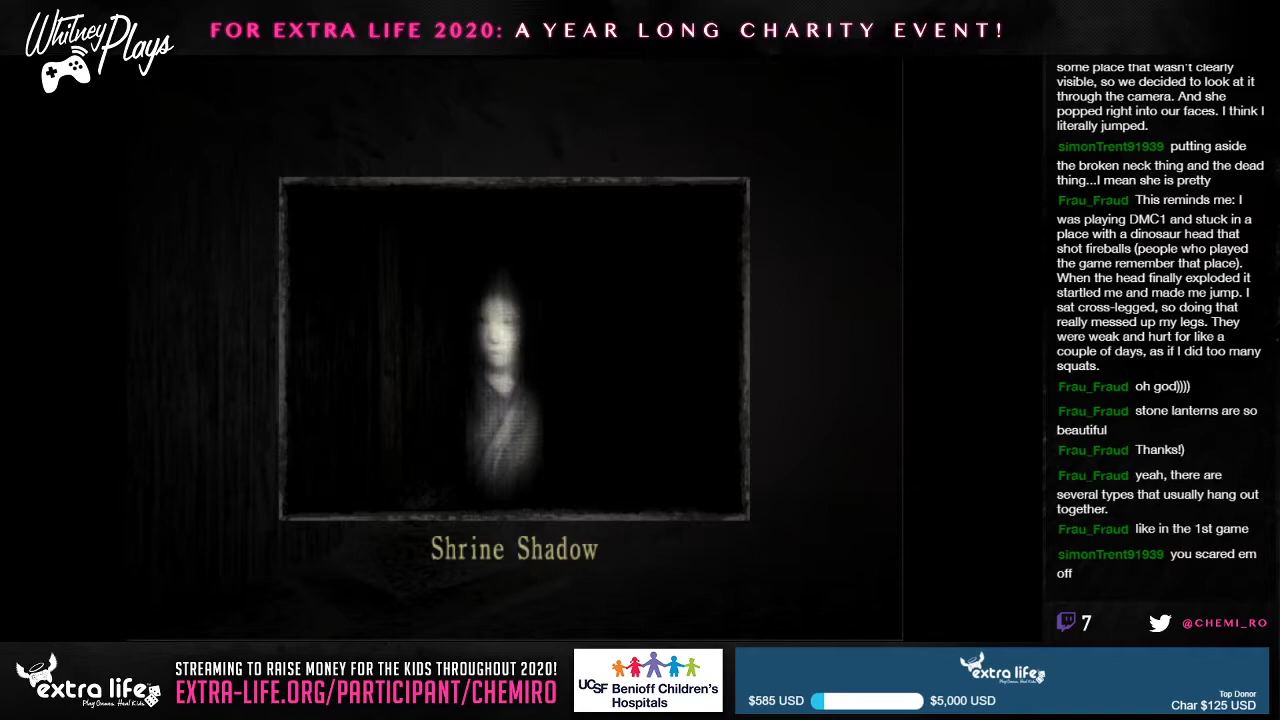 Whitney Plays
FOR EXTRA LIFE 2020: A YEAR LONG CHARITY EVENT!
some place that wasn't clearly
visible, so we decided to look at it
through the camera. And she
popped right into our faces. I think I
literally jumped.
simonTrent91939 putting aside
the broken neck thing and the dead
thing...I mean she is pretty
Frau_Fraud This reminds me: I
was playing DMC1 and stuck in a
place with a dinosaur head that
shot fireballs (people who played
the game remember that place).
When the head finally exploded it
startled me and made me jump. I
sat cross-legged, so doing that
really messed up my legs. They
were weak and hurt for like a
couple of days, as if I did too many
squats.
Frau_Fraud oh god))))
Frau_Fraud stone lanterns are so
beautiful
Frau_Fraud Thanks!)
Frau_Fraud yeah, there are
several types that usually hang out
together.
Frau_Fraud like in the 1st game
simonTrent91939 you scared em
off
Shrine Shadow
7
@CHEMI_RO
extra life
Play Games. Heal Kids.
STREAMING TO RAISE MONEY FOR THE KIDS THROUGHOUT 2020!
EXTRA-LIFE.ORG/PARTICIPANT/CHEMIRO
UCSF Benioff Children's
Hospitals
extra life
Play Games. Heal Kids.
$585 USD
$5,000 USD
Top Donor
Char $125 USD